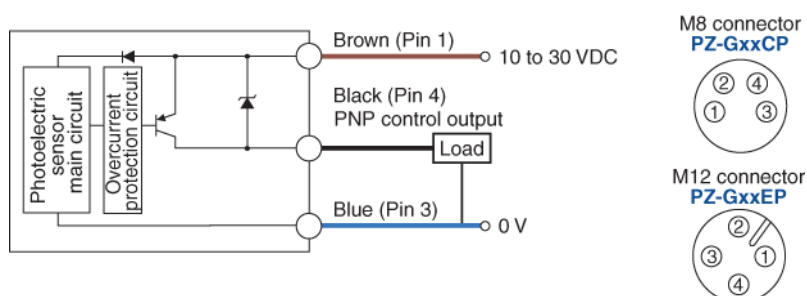 Brown (Pin 1)
10 to 30 VDC
Black (Pin 4)
PNP control output
Load
Blue (Pin 3)
0 V
Photoelectric
sensor
main circuit
Overcurrent
protection circuit
M8 connector
PZ-GxxCP
2 4
1 3
M12 connector
PZ-GxxEP
2
3 1
4